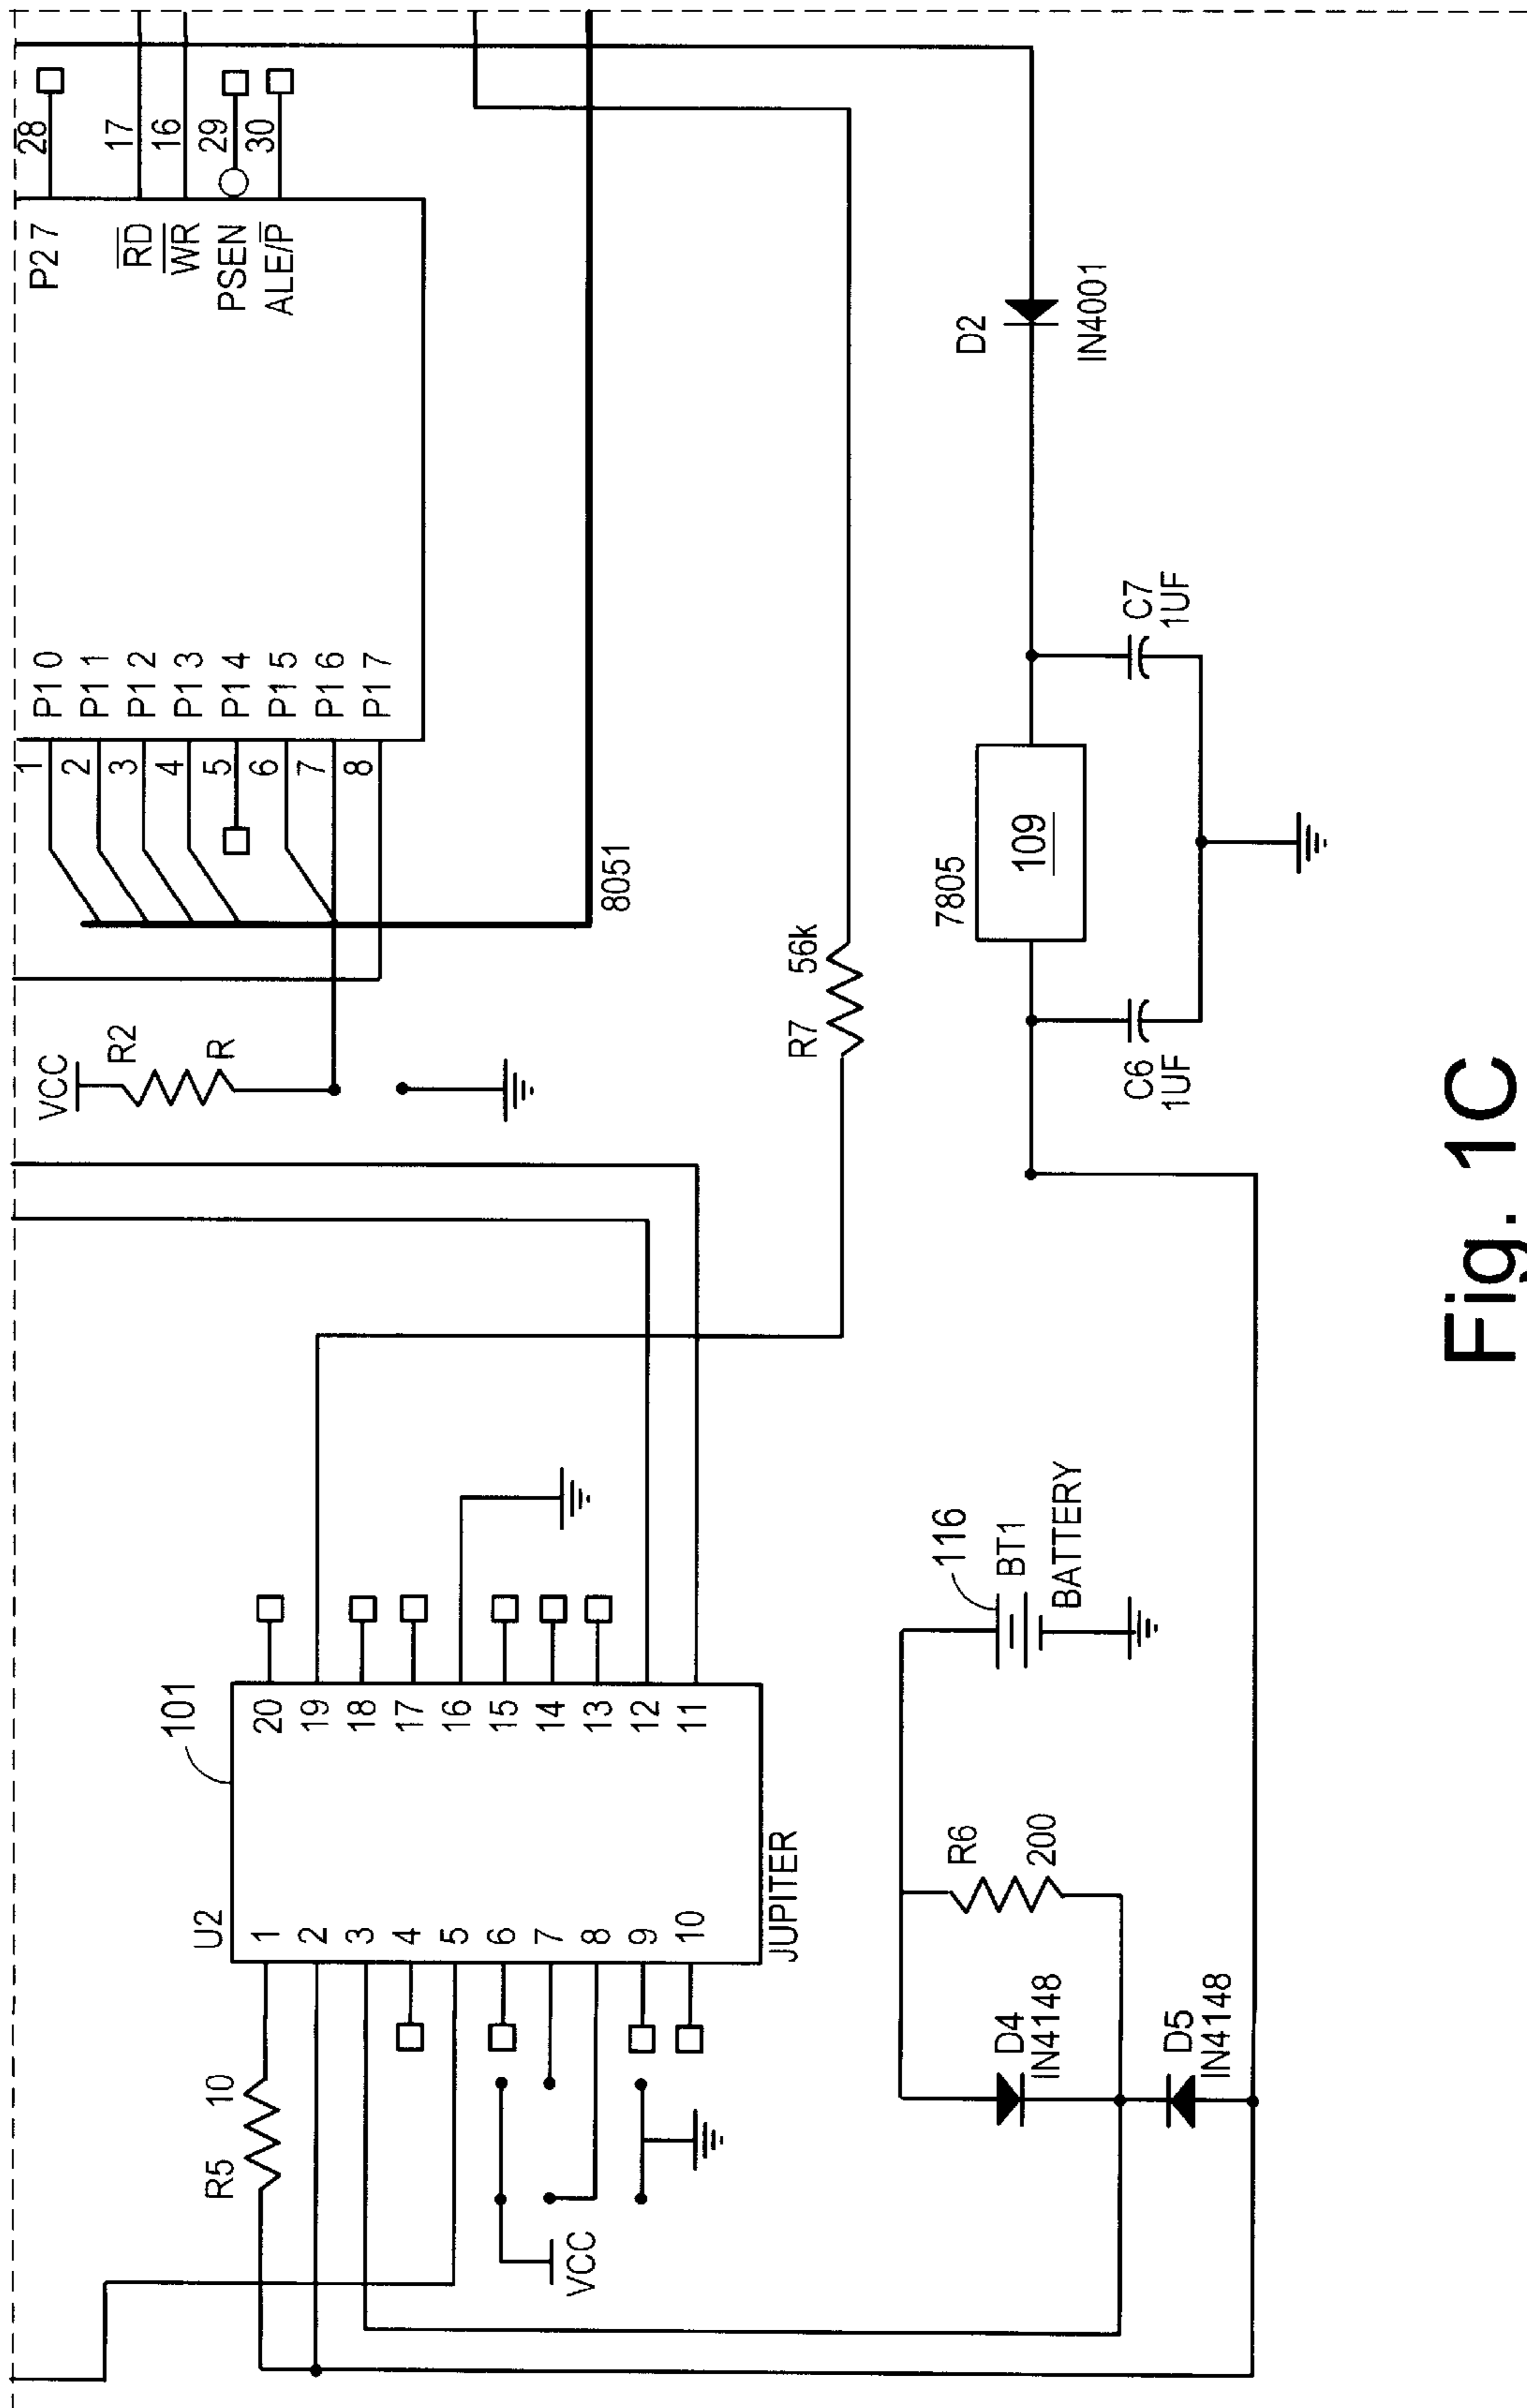 P2 7
28
RD
17
WR
16
PSEN
29
ALE/P
30
P1 0
P1 1
P1 2
P1 3
P1 4
P1 5
P1 6
P1 7
1
2
3
4
5
6
7
8
8051
VCC
R2
R
R7 56k
D2
IN4001
7805
109
C7
1UF
C6
1UF
101
U2
1
2
3
4
5
6
7
8
9
10
20
19
18
17
16
15
14
13
12
11
JUPITER
R5 10
VCC
116
BT1
BATTERY
R6
200
D4
IN4148
D5
IN4148
Fig. 1C